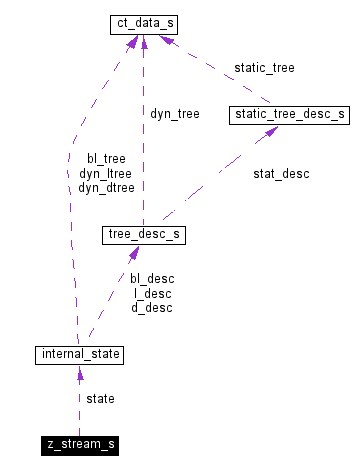 ct_data_s
static_tree
dyn_tree
static_tree_desc_s
bl_tree
dyn_ltree
dyn_dtree
stat_desc
tree_desc_s
bl_desc
l_desc
d_desc
internal_state
state
z_stream_s